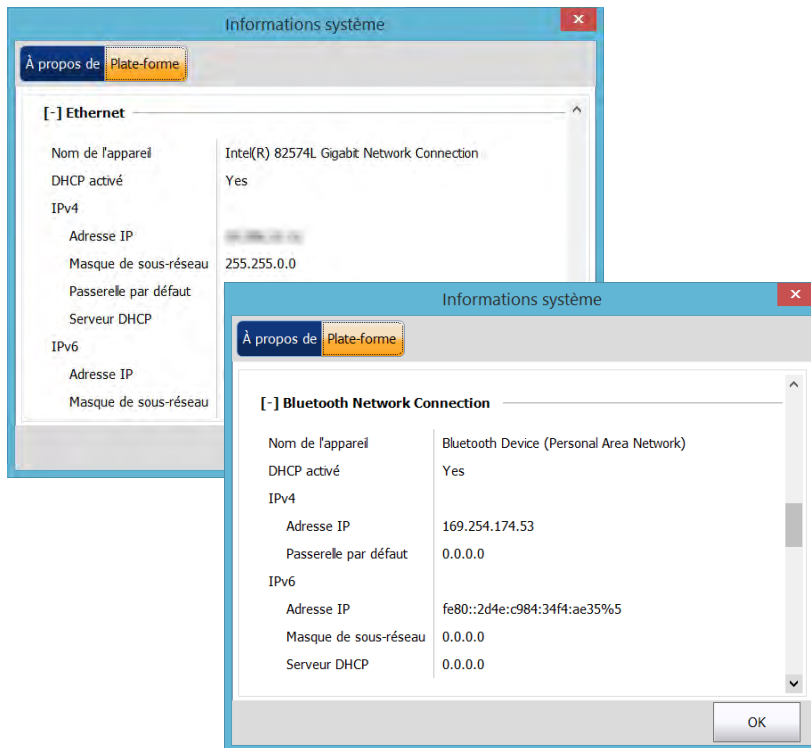 Informations système
À propos de Plate-forme
[-] Ethernet
Nom de l'appareil Intel(R) 82574L Gigabit Network Connection
DHCP activé Yes
IPv4
Adresse IP
Masque de sous-réseau 255.255.0.0
Passerelle par défaut
Serveur DHCP
IPv6
Adresse IP
Masque de sous-réseau
Informations système
À propos de Plate-forme
[-] Bluetooth Network Connection
Nom de l'appareil Bluetooth Device (Personal Area Network)
DHCP activé Yes
IPv4
Adresse IP 169.254.174.53
Passerelle par défaut 0.0.0.0
IPv6
Adresse IP fe80::2d4e:c984:34f4:ae35%5
Masque de sous-réseau 0.0.0.0
Serveur DHCP 0.0.0.0
OK